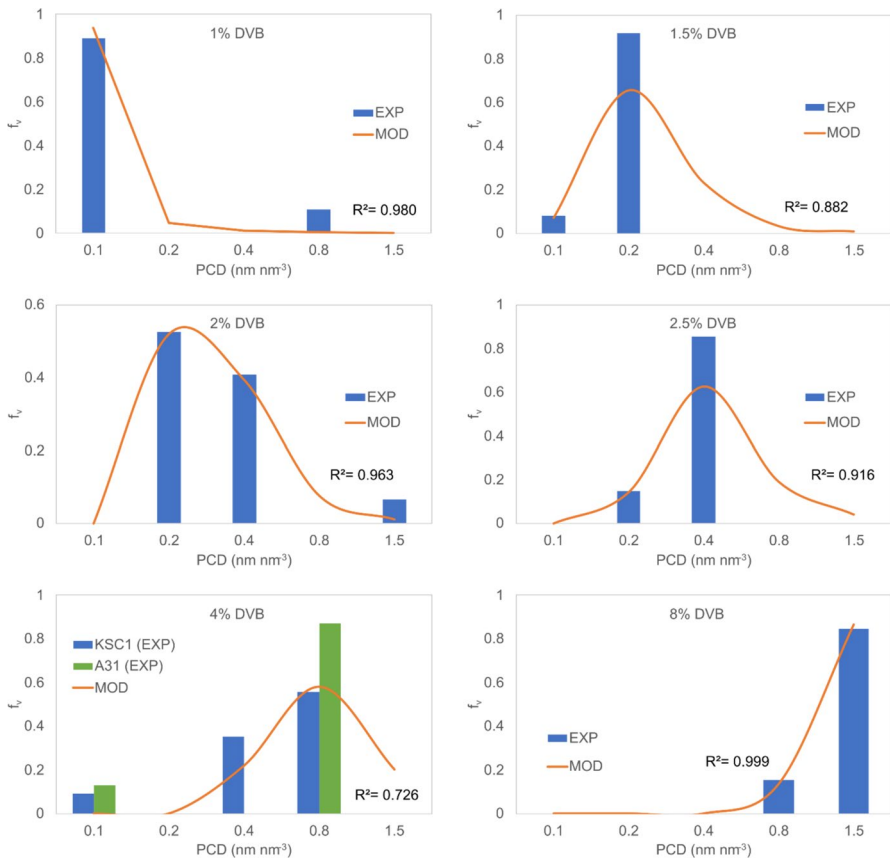 1% DVB
1
0.8
0.6
0.4
0.2
0
fᵥ
EXP
MOD
R²= 0.980
0.1 0.2 0.4 0.8 1.5
PCD (nm nm⁻³)
1.5% DVB
1
0.8
0.6
0.4
0.2
0
fᵥ
EXP
MOD
R²= 0.882
0.1 0.2 0.4 0.8 1.5
PCD (nm nm⁻³)
2% DVB
0.6
0.4
0.2
0
fᵥ
EXP
MOD
R²= 0.963
0.1 0.2 0.4 0.8 1.5
PCD (nm nm⁻³)
2.5% DVB
1
0.8
0.6
0.4
0.2
0
fᵥ
EXP
MOD
R²= 0.916
0.1 0.2 0.4 0.8 1.5
PCD (nm nm⁻³)
4% DVB
1
0.8
0.6
0.4
0.2
0
fᵥ
KSC1 (EXP)
A31 (EXP)
MOD
R²= 0.726
0.1 0.2 0.4 0.8 1.5
PCD (nm nm⁻³)
8% DVB
1
0.8
0.6
0.4
0.2
0
fᵥ
EXP
MOD
R²= 0.999
0.1 0.2 0.4 0.8 1.5
PCD (nm nm⁻³)